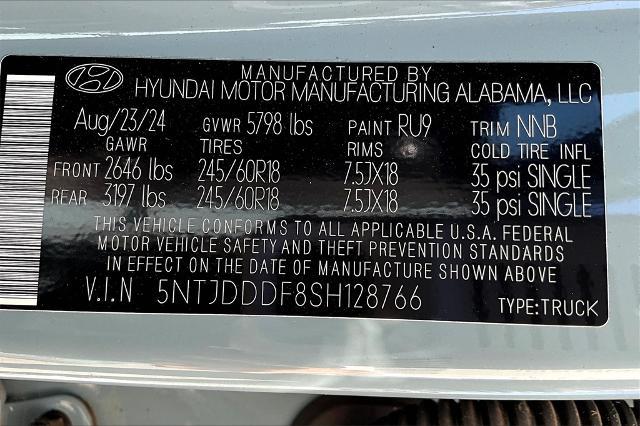 MANUFACTURED BY
HYUNDAI MOTOR MANUFACTURING ALABAMA, LLC
Aug/23/24 GVWR 5798 lbs PAINT RU9 TRIM NNB
GAWR TIRES RIMS COLD TIRE INFL
FRONT 2646 lbs 245/60R18 7.5JX18 35 psi SINGLE
REAR 3197 lbs 245/60R18 7.5JX18 35 psi SINGLE
THIS VEHICLE CONFORMS TO ALL APPLICABLE U.S.A. FEDERAL
MOTOR VEHICLE SAFETY AND THEFT PREVENTION STANDARDS
IN EFFECT ON THE DATE OF MANUFACTURE SHOWN ABOVE
V.I.N 5NTJDDDF8SH128766 TYPE:TRUCK